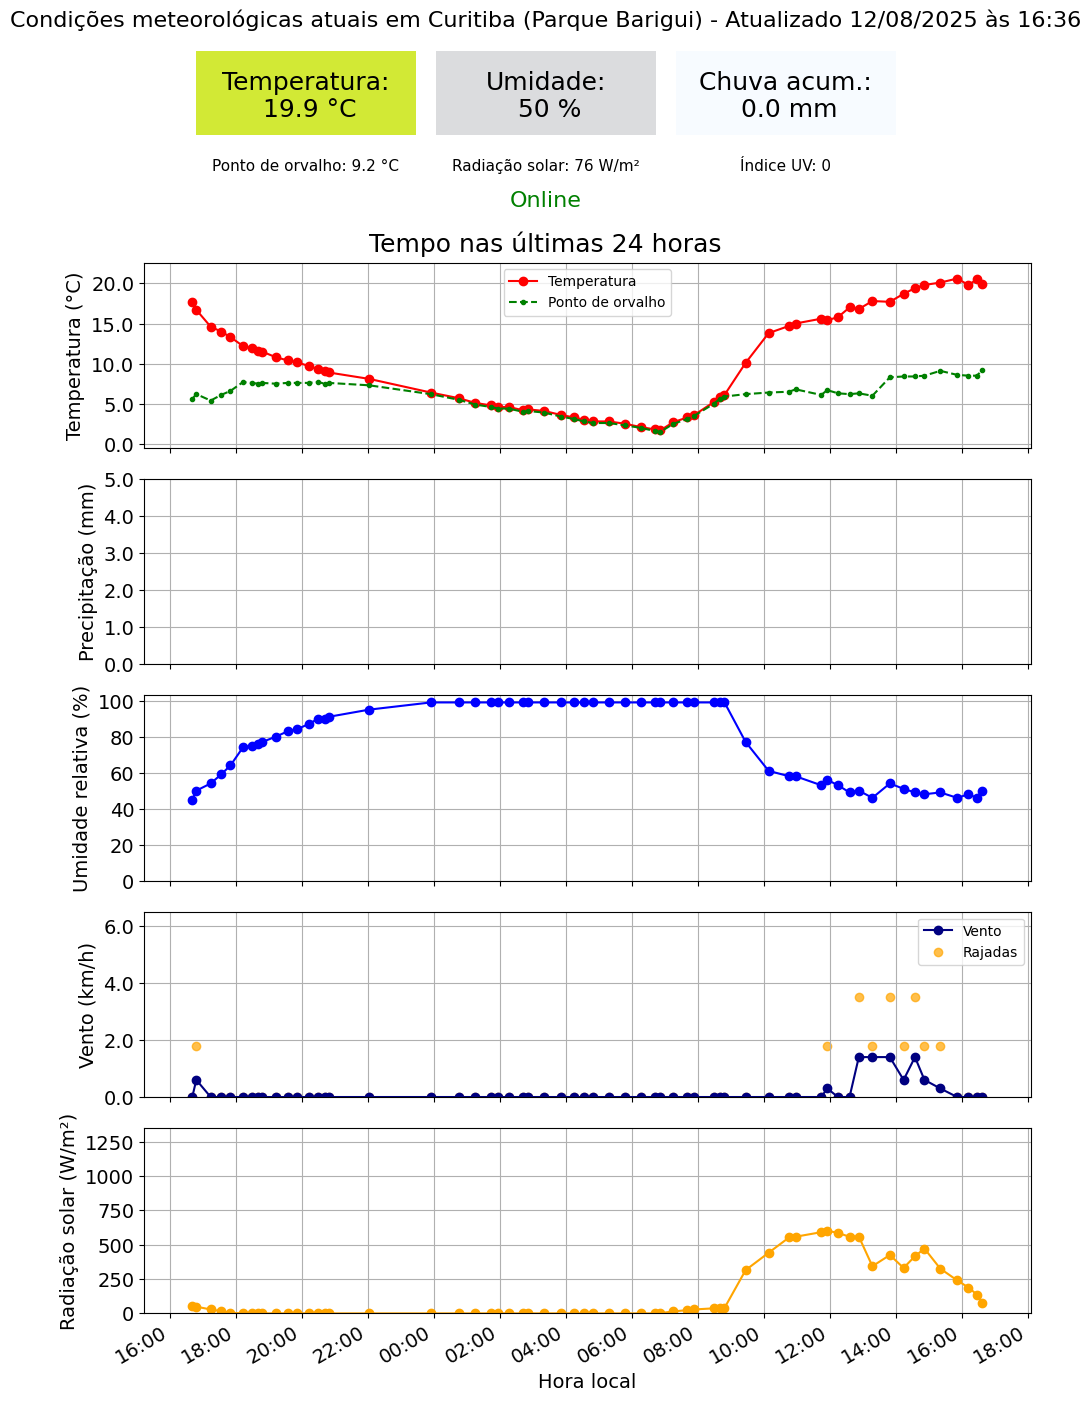 Condições meteorológicas atuais em Curitiba (Parque Barigui) - Atualizado 12/08/2025 às 16:36
Temperatura:
19.9 °C
Umidade:
50 %
Chuva acum.:
0.0 mm
Ponto de orvalho: 9.2 °C
Radiação solar: 76 W/m²
Índice UV: 0
Online
Tempo nas últimas 24 horas
Temperatura (°C)
20.0
15.0
10.0
5.0
0.0
Temperatura
Ponto de orvalho
Precipitação (mm)
5.0
4.0
3.0
2.0
1.0
0.0
Umidade relativa (%)
100
80
60
40
20
0
Vento (km/h)
6.0
4.0
2.0
0.0
Vento
Rajadas
Radiação solar (W/m²)
1250
1000
750
500
250
0
16:00
18:00
20:00
22:00
00:00
02:00
04:00
06:00
08:00
10:00
12:00
14:00
16:00
18:00
Hora local